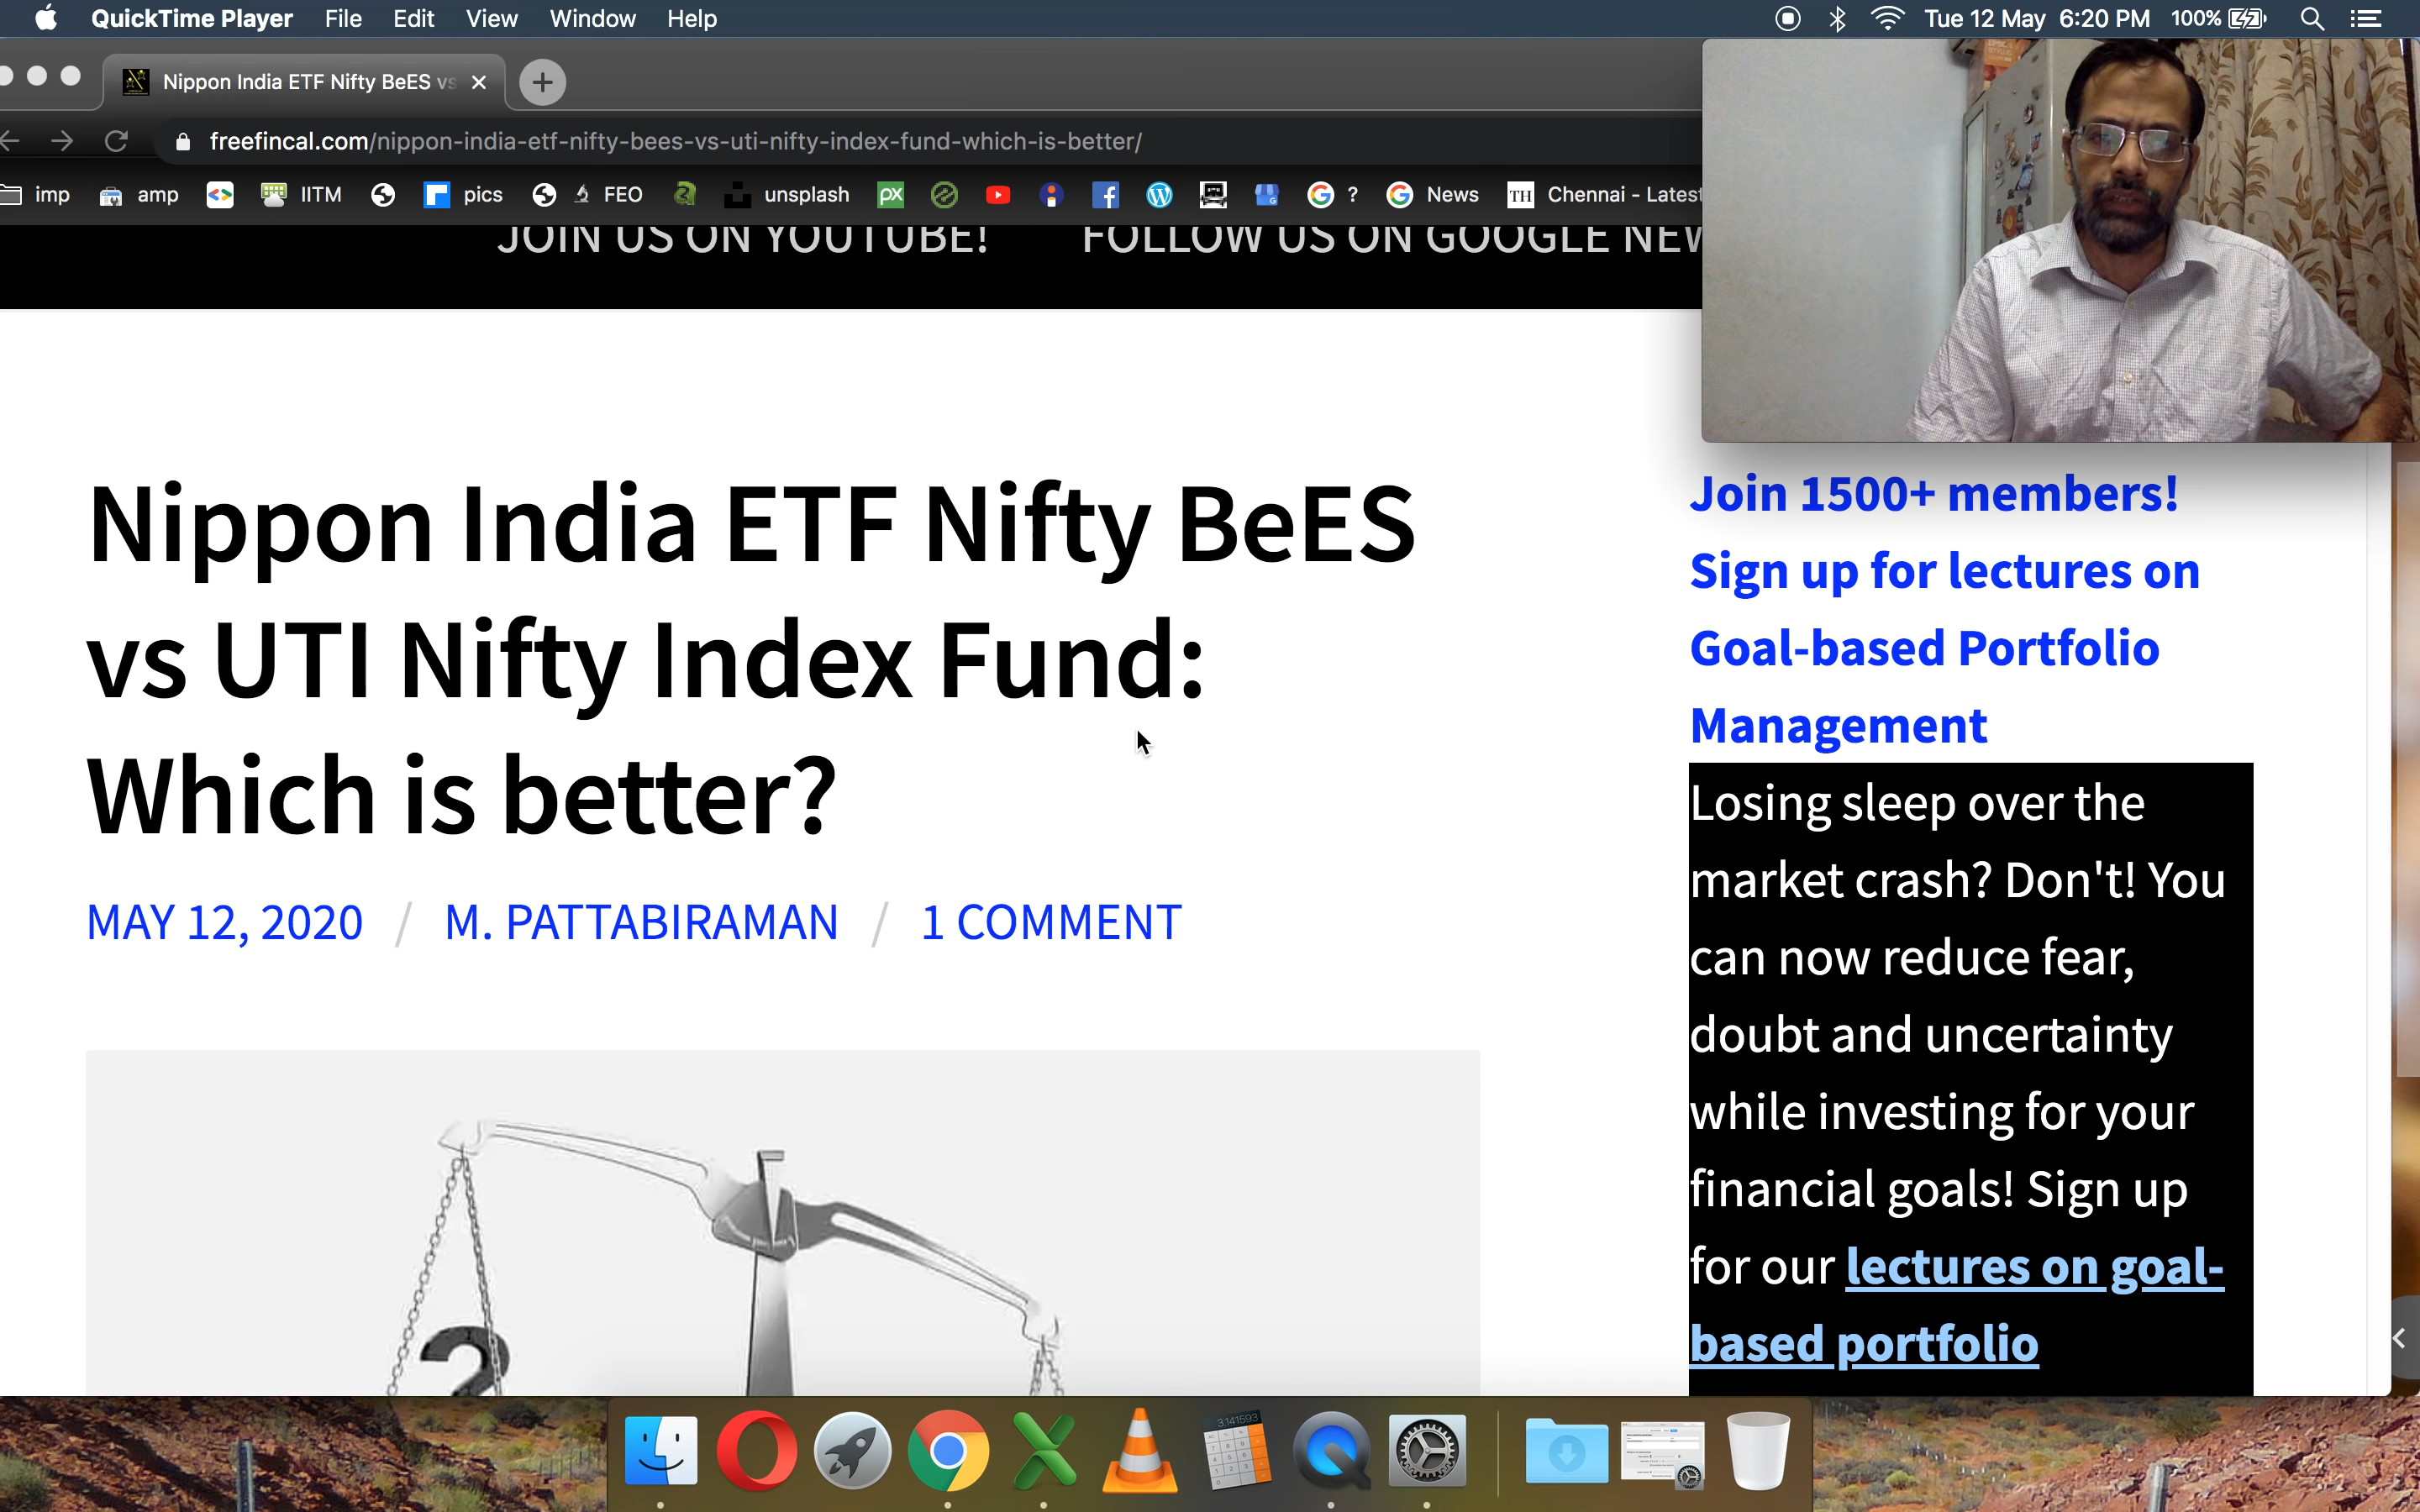 QuickTime Player File Edit View Window Help Tue 12 May 6:20 PM 100%
Nippon India ETF Nifty BeES vs
freefincal.com/nippon-india-etf-nifty-bees-vs-uti-nifty-index-fund-which-is-better/
imp amp IITM pics FEO unsplash px ? News TH Chennai - Latest
JOIN US ON YOUTUBE! FOLLOW US ON GOOGLE NEW
Nippon India ETF Nifty BeES
vs UTI Nifty Index Fund:
Which is better?
MAY 12, 2020 / M. PATTABIRAMAN / 1 COMMENT
?
Join 1500+ members!
Sign up for lectures on
Goal-based Portfolio
Management
Losing sleep over the
market crash? Don't! You
can now reduce fear,
doubt and uncertainty
while investing for your
financial goals! Sign up
for our lectures on goal-
based portfolio
3.141593